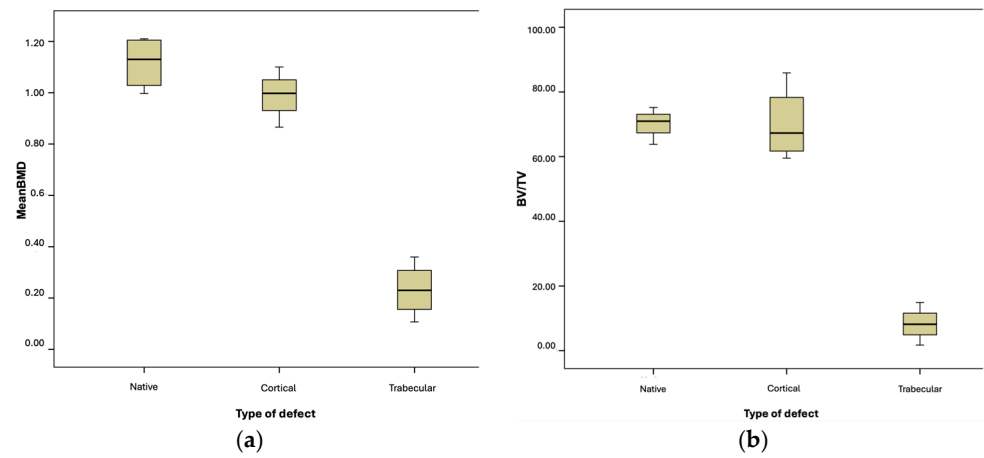 1.20
1.00
0.80
0.6
0.40
0.20
0.00
MeanBMD
Native Cortical Trabecular
Type of defect
(a)
100.00
80.00
60.00
40.00
20.00
0.00
BV/TV
Native Cortical Trabecular
Type of defect
(b)